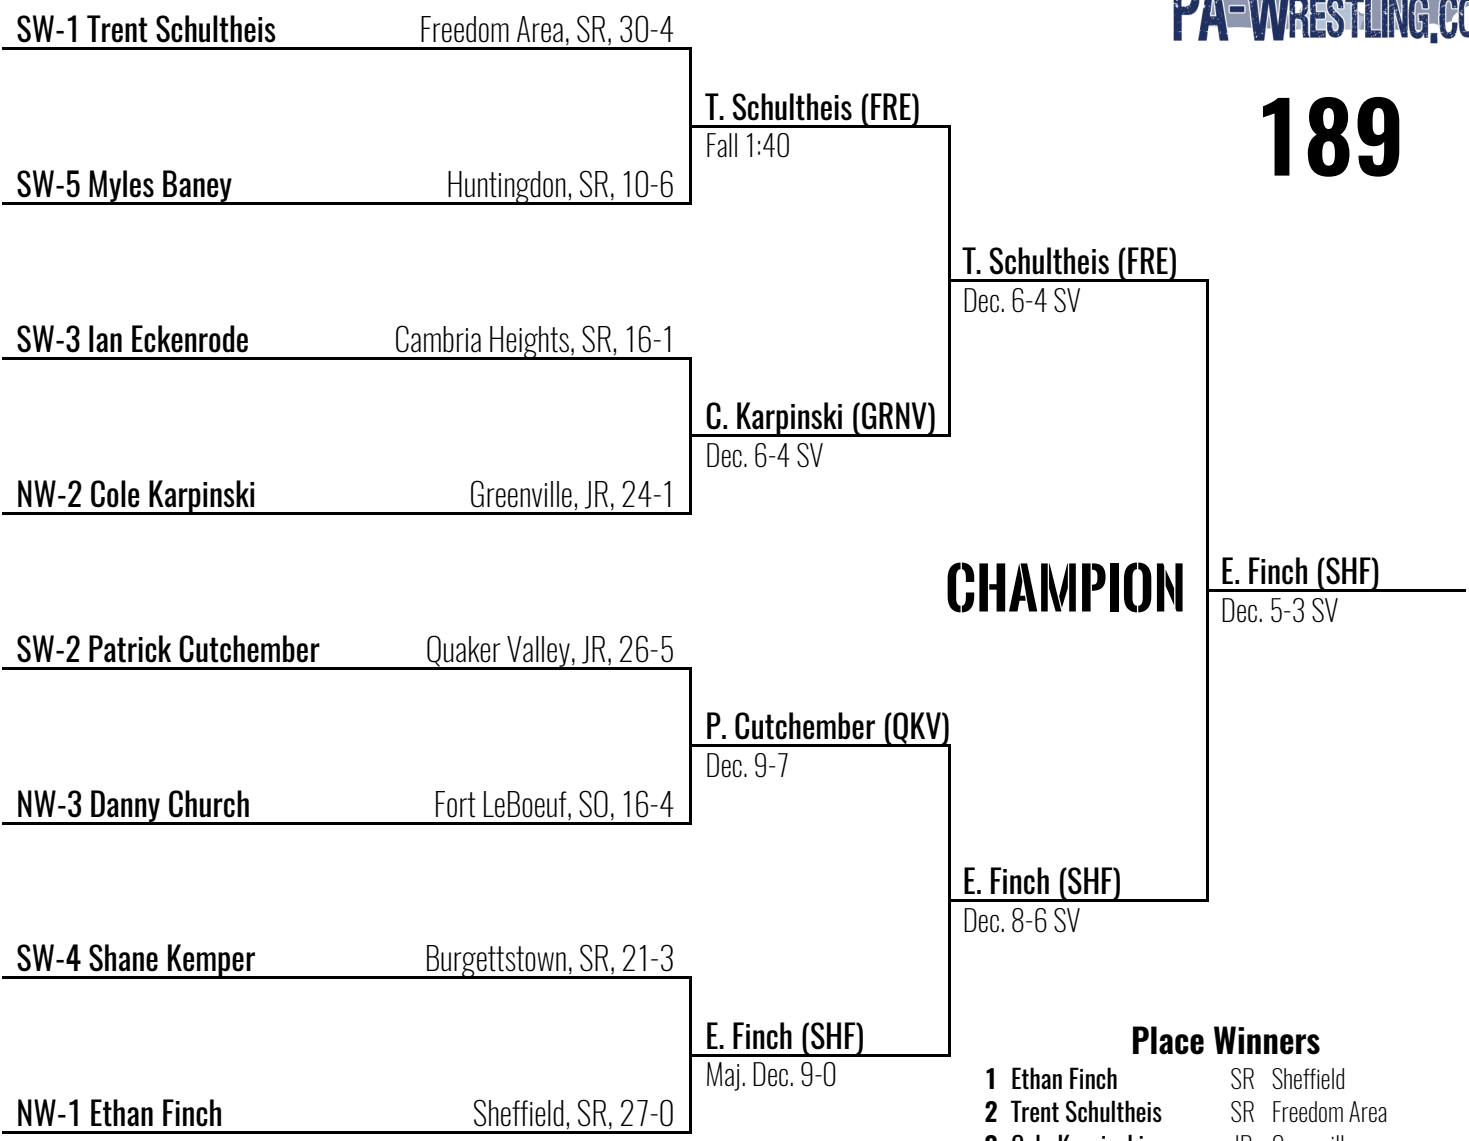 PA-WRESTLING.CO
189
SW-1 Trent Schultheis Freedom Area, SR, 30-4
T. Schultheis (FRE)
Fall 1:40
SW-5 Myles Baney Huntingdon, SR, 10-6
T. Schultheis (FRE)
Dec. 6-4 SV
SW-3 Ian Eckenrode Cambria Heights, SR, 16-1
C. Karpinski (GRNV)
Dec. 6-4 SV
NW-2 Cole Karpinski Greenville, JR, 24-1
CHAMPION
E. Finch (SHF)
Dec. 5-3 SV
SW-2 Patrick Cutchember Quaker Valley, JR, 26-5
P. Cutchember (QKV)
Dec. 9-7
NW-3 Danny Church Fort LeBoeuf, SO, 16-4
E. Finch (SHF)
Dec. 8-6 SV
SW-4 Shane Kemper Burgettstown, SR, 21-3
E. Finch (SHF)
Maj. Dec. 9-0
NW-1 Ethan Finch Sheffield, SR, 27-0
Place Winners
1 Ethan Finch SR Sheffield
2 Trent Schultheis SR Freedom Area